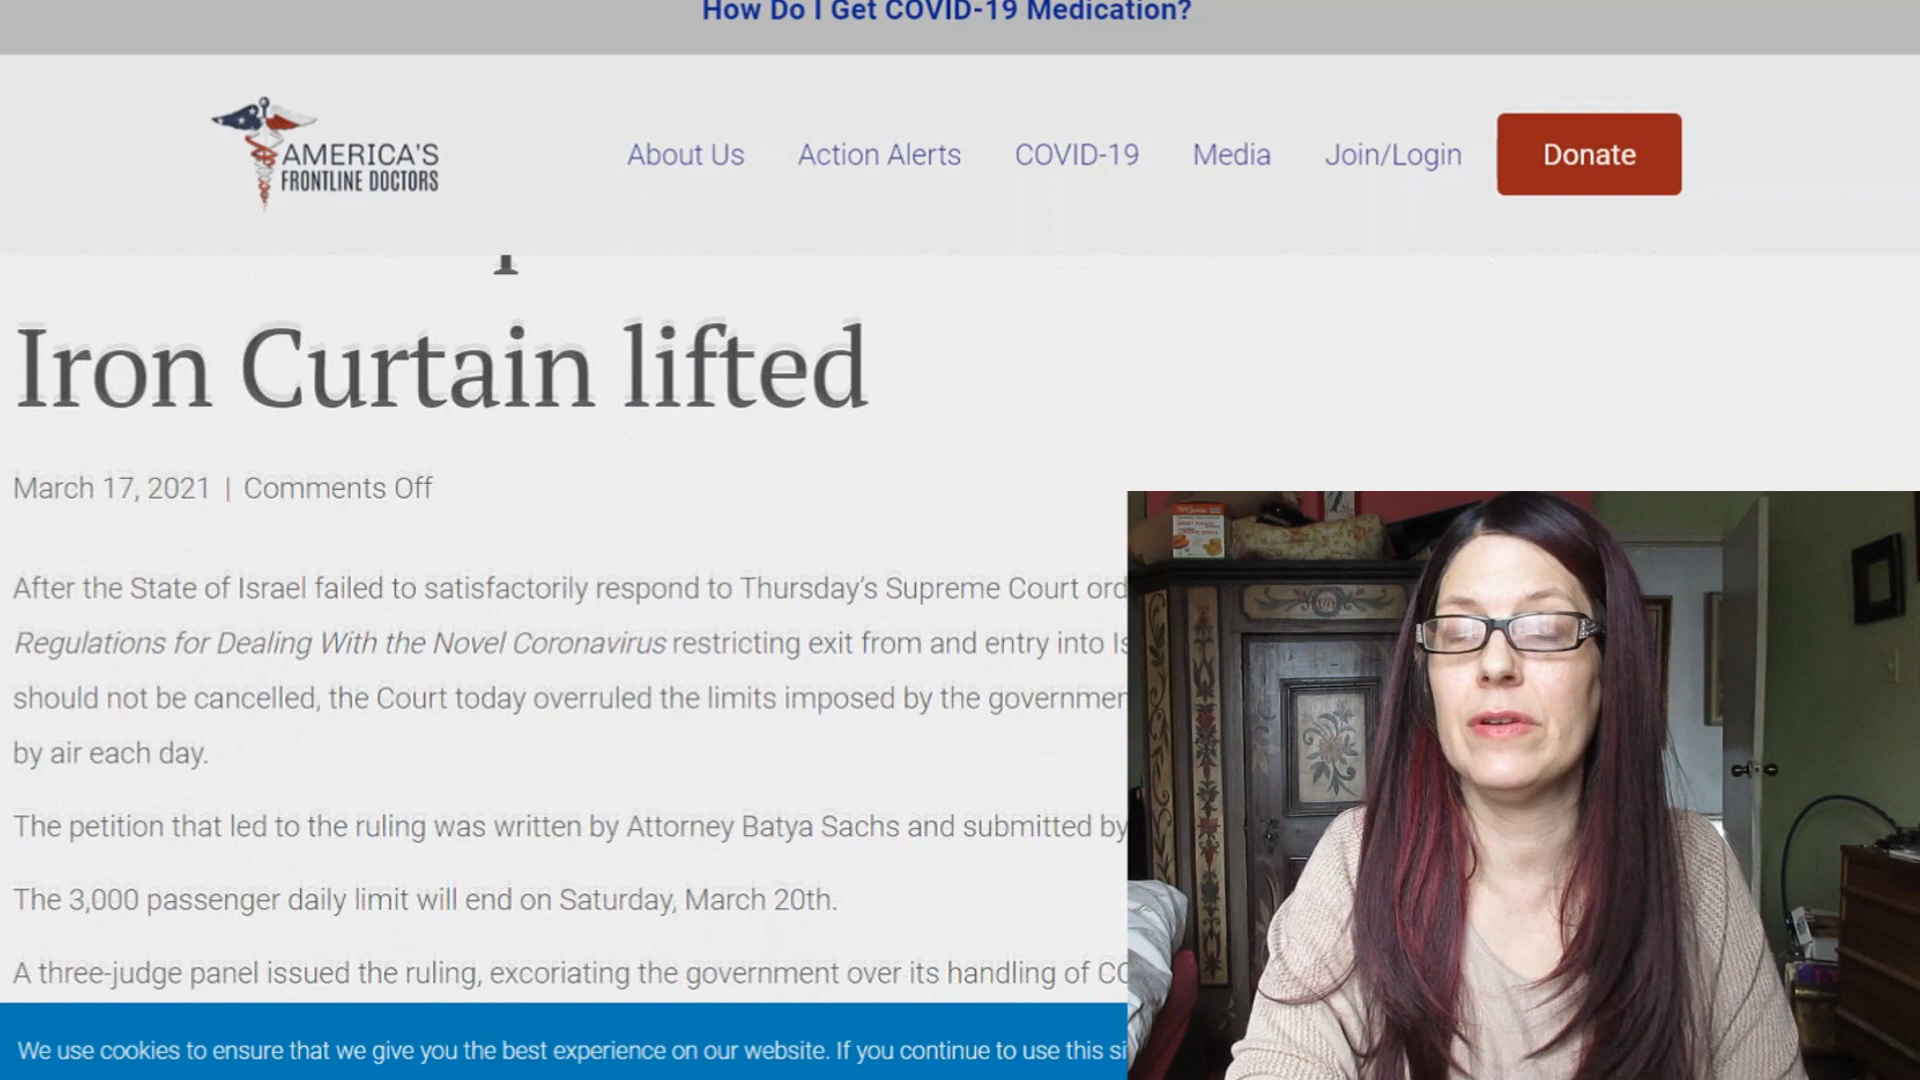 How Do I Get COVID-19 Medication?
AMERICA'S
FRONTLINE DOCTORS
About Us
Action Alerts
COVID-19
Media
Join/Login
Donate
Iron Curtain lifted
March 17, 2021 | Comments Off
After the State of Israel failed to satisfactorily respond to Thursday's Supreme Court
Regulations for Dealing With the Novel Coronavirus restricting exit from and entry into
should not be cancelled, the Court today overruled the limits imposed by the
by air each day.
The petition that led to the ruling was written by Attorney Batya Sachs and submitted by
The 3,000 passenger daily limit will end on Saturday, March 20th.
A three-judge panel issued the ruling, excoriating the government over its handling of
We use cookies to ensure that we give you the best experience on our website. If you continue to use this